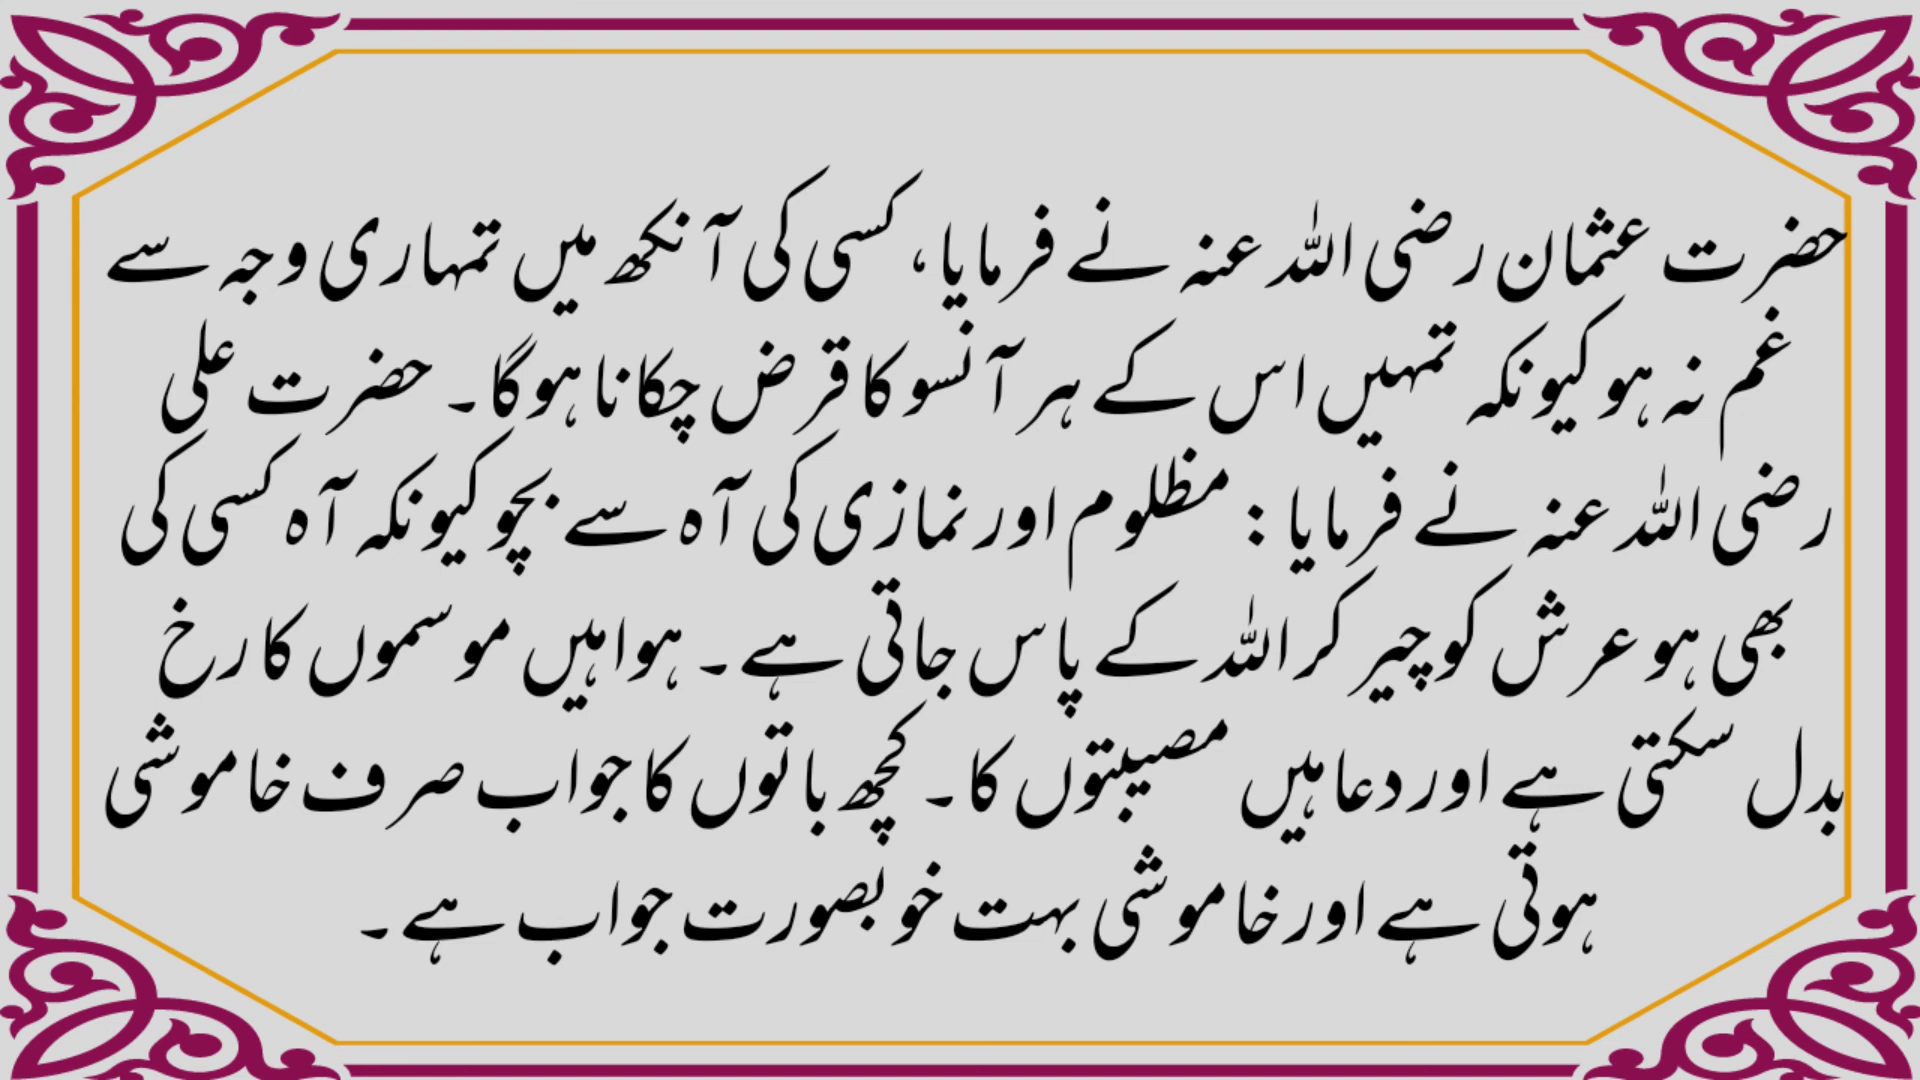 حضرت عثمان رضی اللہ عنہ نے فرمایا، کسی کی آنکھ میں تمہاری وجہ سے
غم نہ ہو کیونکہ تمہیں اس کے ہر آنسو کا قرض چکانا ہوگا۔ حضرت علی
رضی اللہ عنہ نے فرمایا: مظلوم اور نمازی کی آہ سے بچو کیونکہ آہ کسی کی
بھی ہو عرش کو چیر کر اللہ کے پاس جاتی ہے۔ ہواہیں موسموں کا رخ
بدل سکتی ہے اور دعاہیں مصیبتوں کا۔ کچھ باتوں کا جواب صرف خاموشی
ہوتی ہے اور خاموشی بہت خوبصورت جواب ہے۔